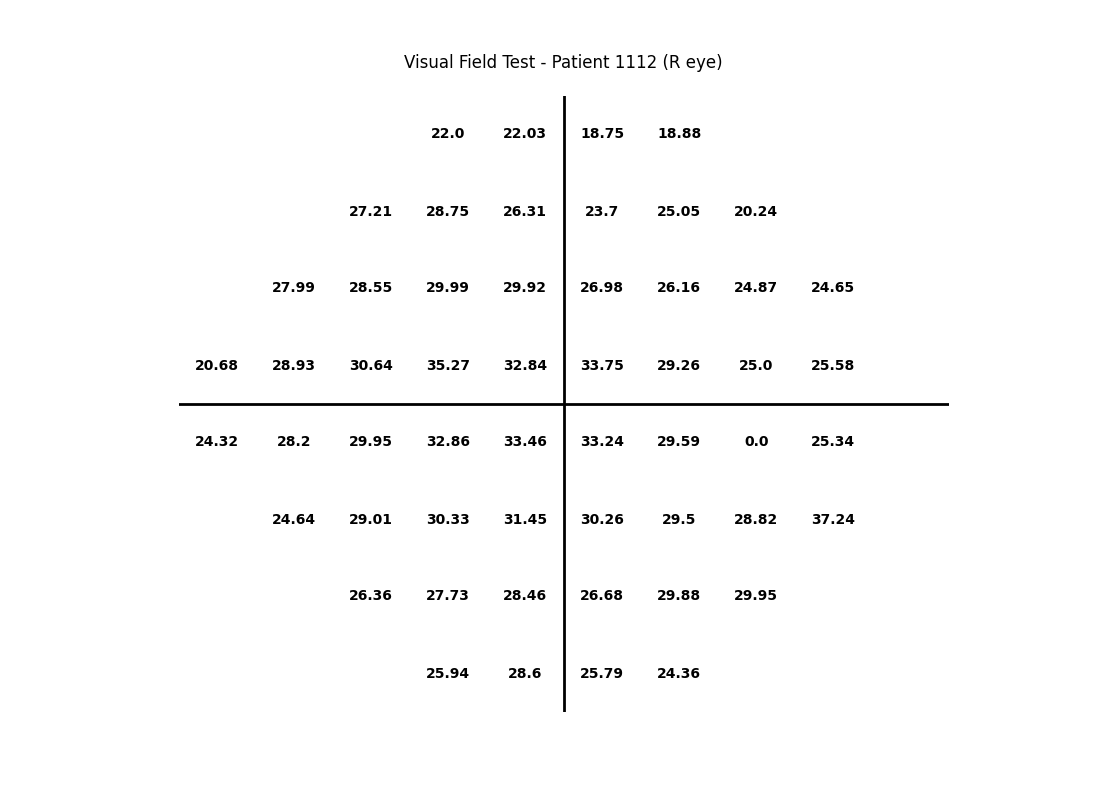 Visual Field Test - Patient 1112 (R eye)
22.0 22.03 18.75 18.88
27.21 28.75 26.31 23.7 25.05 20.24
27.99 28.55 29.99 29.92 26.98 26.16 24.87 24.65
20.68 28.93 30.64 35.27 32.84 33.75 29.26 25.0 25.58
24.32 28.2 29.95 32.86 33.46 33.24 29.59 0.0 25.34
24.64 29.01 30.33 31.45 30.26 29.5 28.82 37.24
26.36 27.73 28.46 26.68 29.88 29.95
25.94 28.6 25.79 24.36